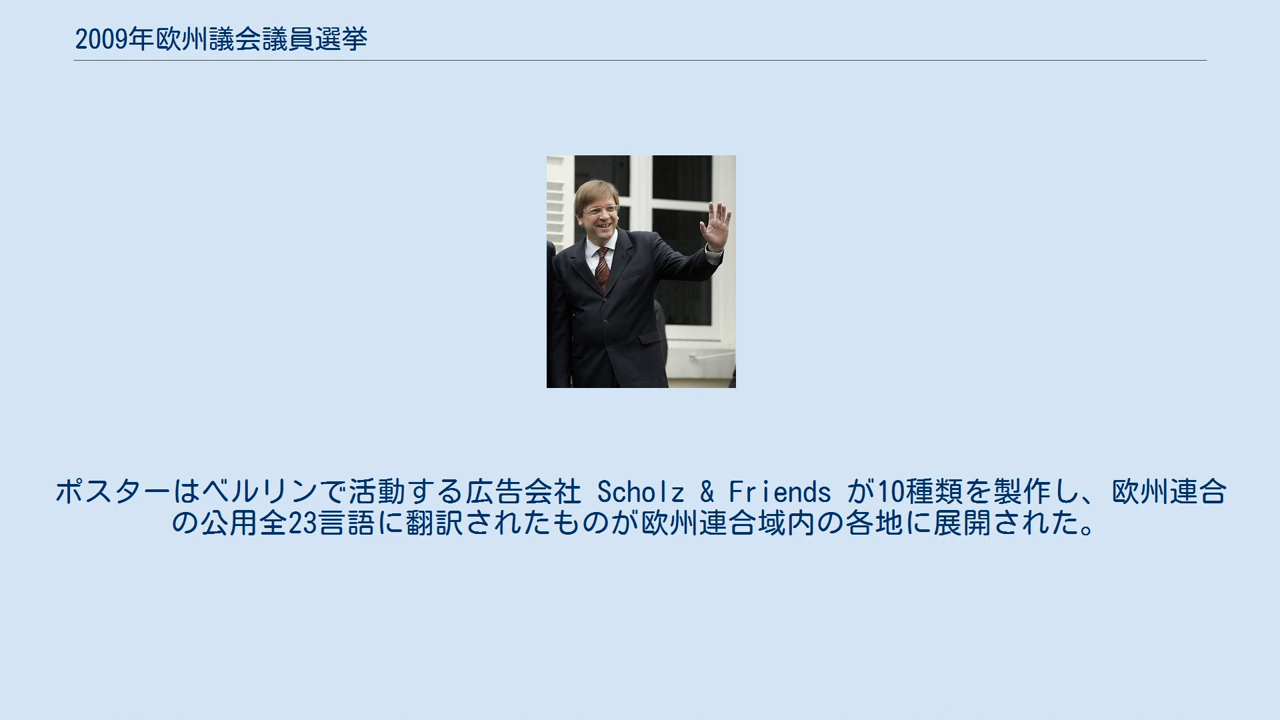 2009年欧州議会議員選挙
ポスターはベルリンで活動する広告会社 Scholz & Friends が10種類を製作し、欧州連合
の公用全23言語に翻訳されたものが欧州連合域内の各地に展開された。